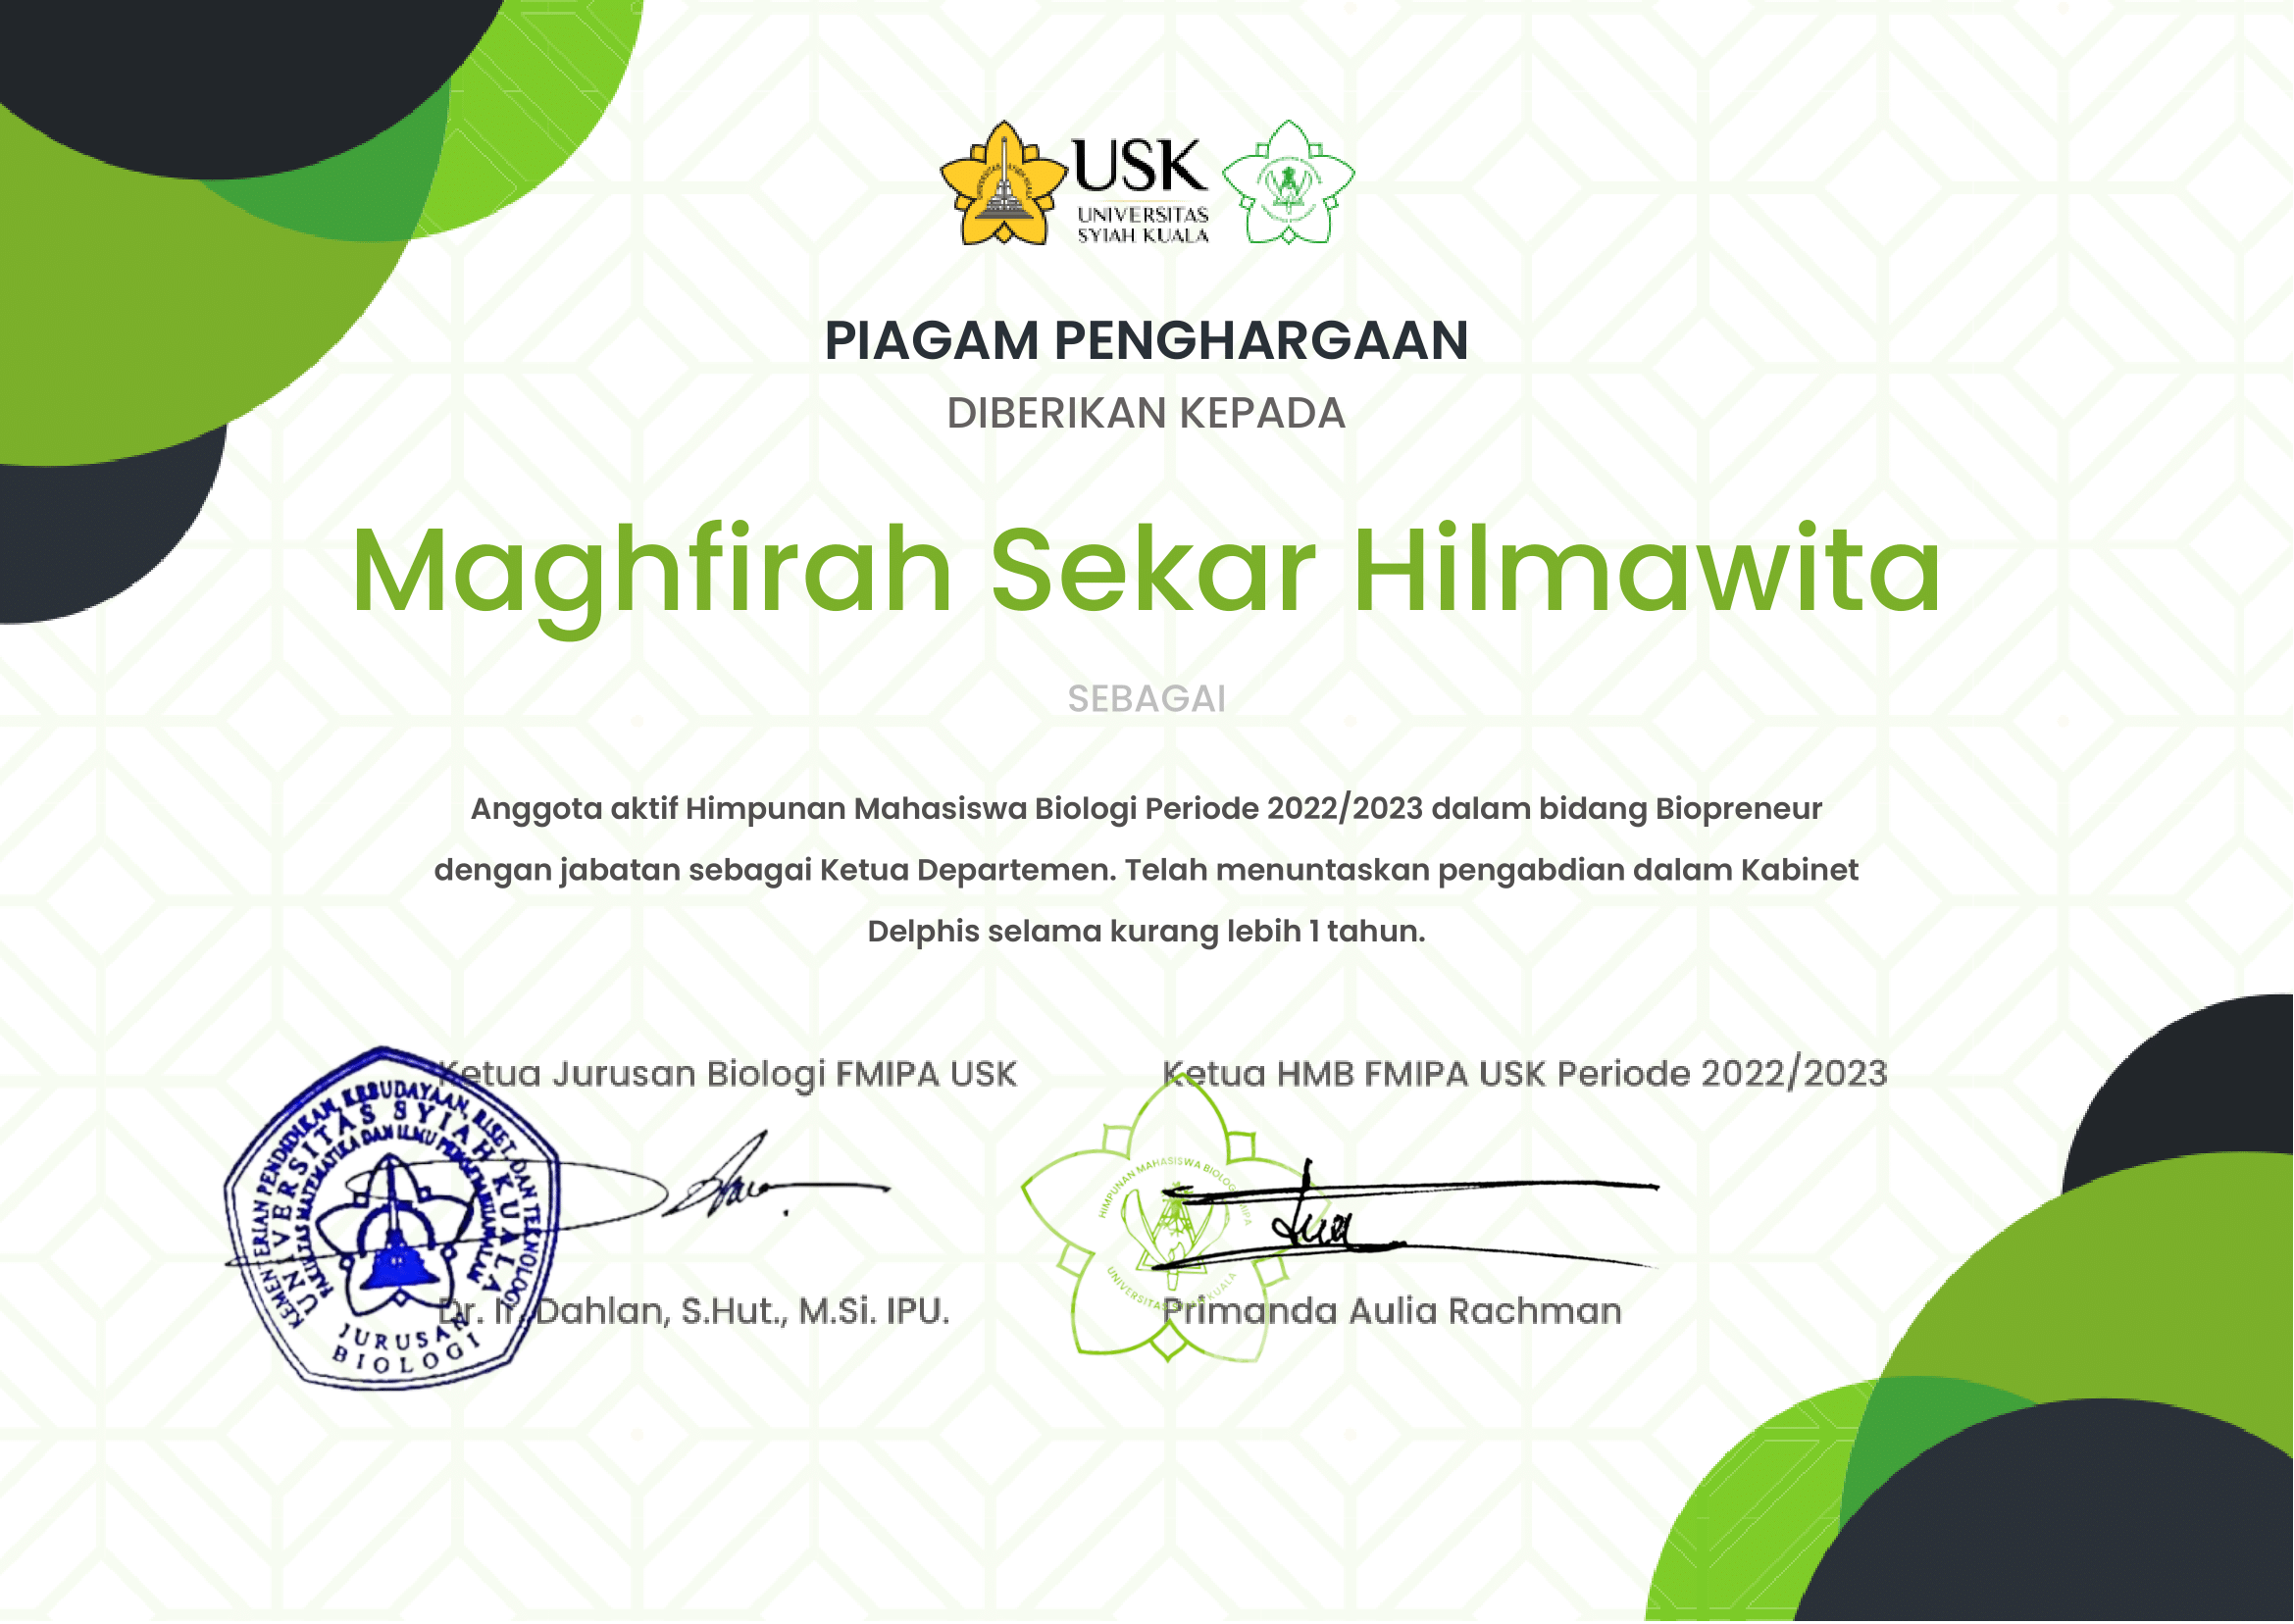 USK
UNIVERSITAS
SYIAH KUALA
PIAGAM PENGHARGAAN
DIBERIKAN KEPADA
Maghfirah Sekar Hilmawita
SEBAGAI
Anggota aktif Himpunan Mahasiswa Biologi Periode 2022/2023 dalam bidang Biopreneur
dengan jabatan sebagai Ketua Departemen. Telah menuntaskan pengabdian dalam Kabinet
Delphis selama kurang lebih 1 tahun.
Ketua Jurusan Biologi FMIPA USK
KEMENTERIAN PENDIDIKAN, KEBUDAYAAN, RISET, DAN TEKNOLOGI
UNIVERSITAS SYIAH KUALA
FAKULTAS MATEMATIKA DAN ILMU PENGETAHUAN ALAM
JURUSAN
BIOLOGI
Dr. Ir. Dahlan, S.Hut., M.Si. IPU.
Ketua HMB FMIPA USK Periode 2022/2023
HIMPUNAN MAHASISWA BIOLOGI FMIPA
UNIVERSITAS SYIAH KUALA
Primanda Aulia Rachman